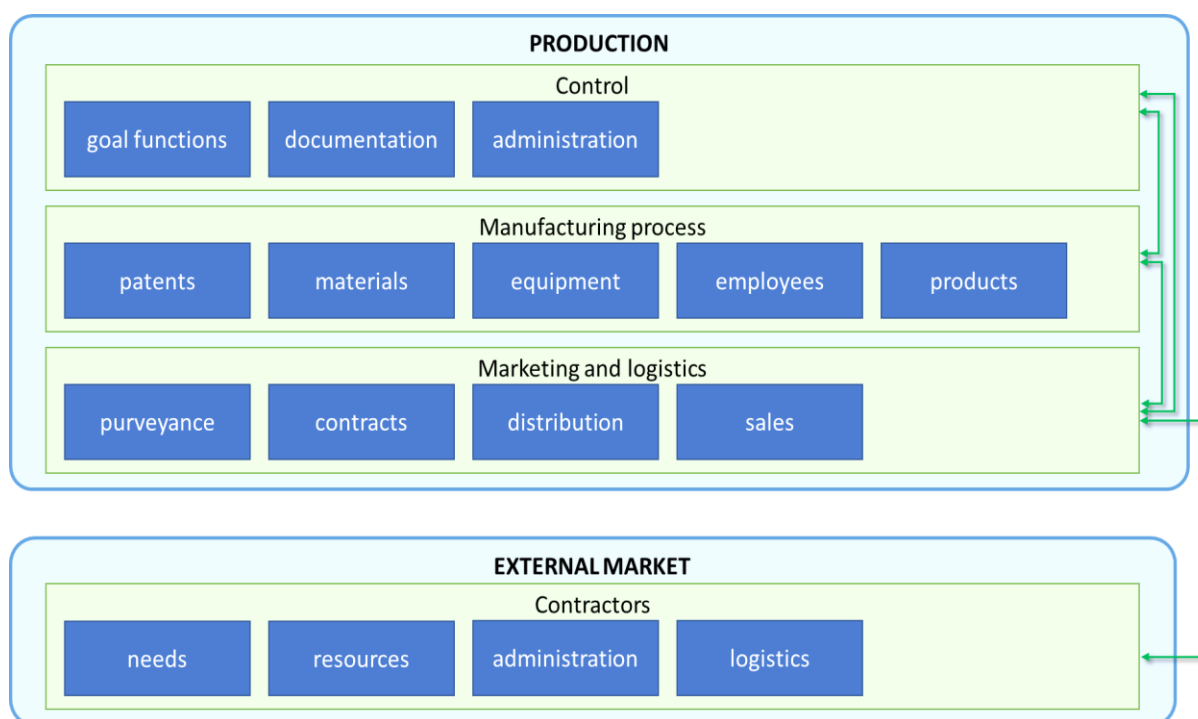 PRODUCTION
Control
goal functions
documentation
administration
Manufacturing process
patents
materials
equipment
employees
products
Marketing and logistics
purveyance
contracts
distribution
sales
EXTERNAL MARKET
Contractors
needs
resources
administration
logistics